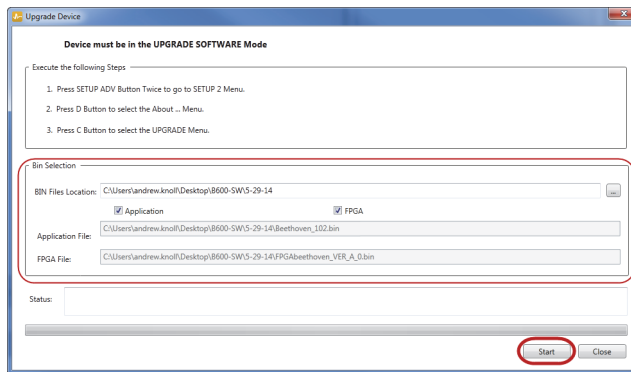 Upgrade Device
Device must be in the UPGRADE SOFTWARE Mode
Execute the following Steps
1. Press SETUP ADV Button Twice to go to SETUP 2 Menu.
2. Press D Button to select the About ... Menu.
3. Press C Button to select the UPGRADE Menu.
Bin Selection
BIN Files Location: C:\Users\andrew.knoll\Desktop\B600-SW\5-29-14 ...
Application FPGA
Application File: C:\Users\andrew.knoll\Desktop\B600-SW\5-29-14\Beethoven_102.bin
FPGA File: C:\Users\andrew.knoll\Desktop\B600-SW\5-29-14\FPGAbeethoven_VER_A_0.bin
Status:
Start Close